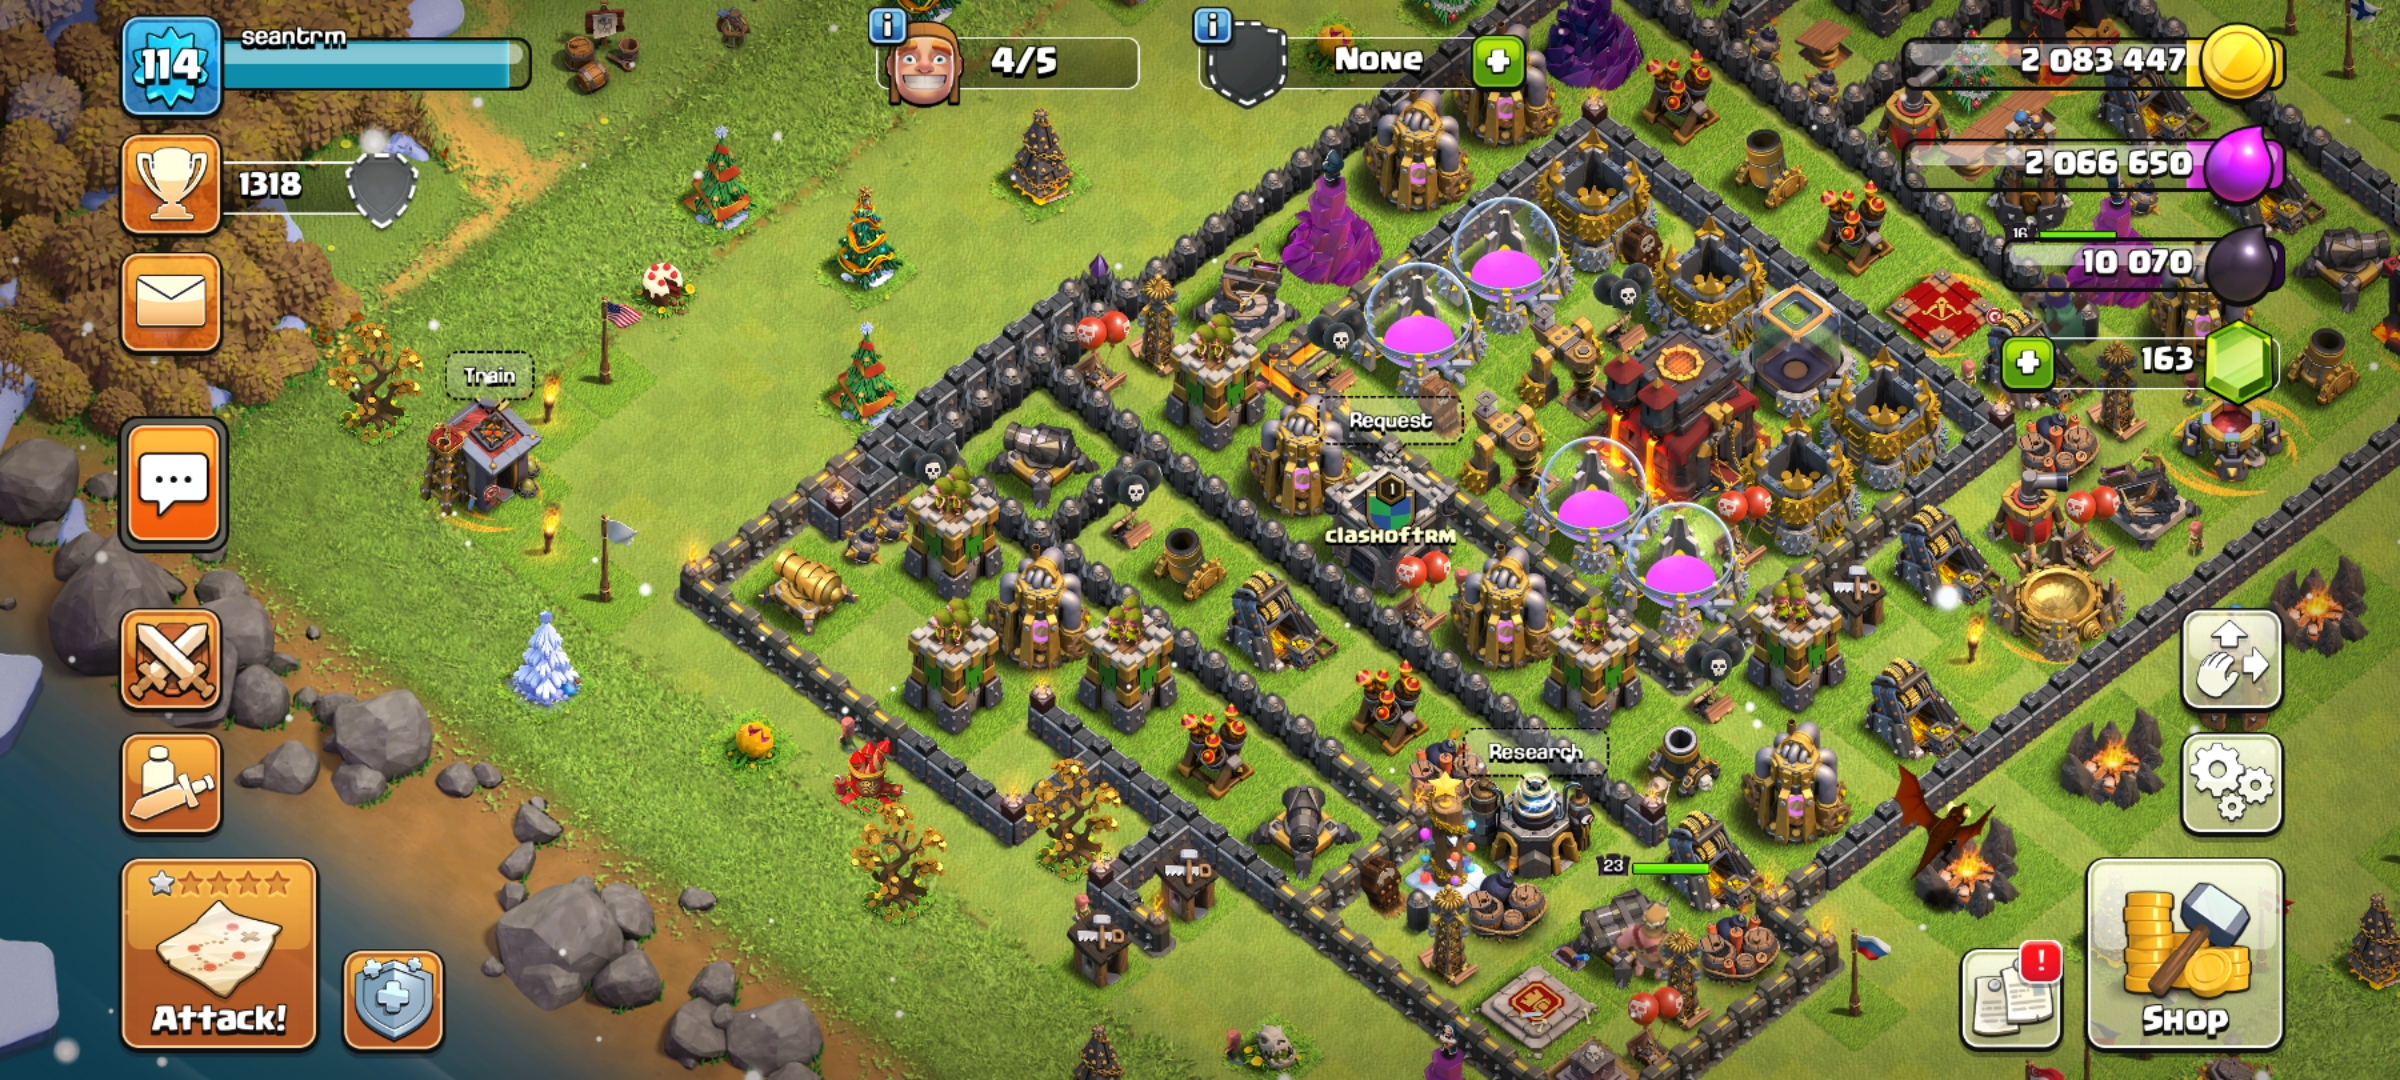 114
seantrm
4/5
None
2 083 447
1318
2 066 650
16
10 070
163
Train
Request
1
clashoftrm
Research
23
Attack!
!
Shop